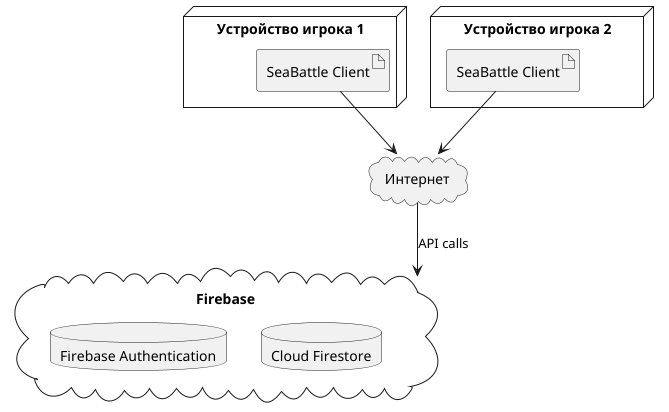 Устройство игрока 1
Устройство игрока 2
SeaBattle Client
SeaBattle Client
Интернет
API calls
Firebase
Firebase Authentication
Cloud Firestore